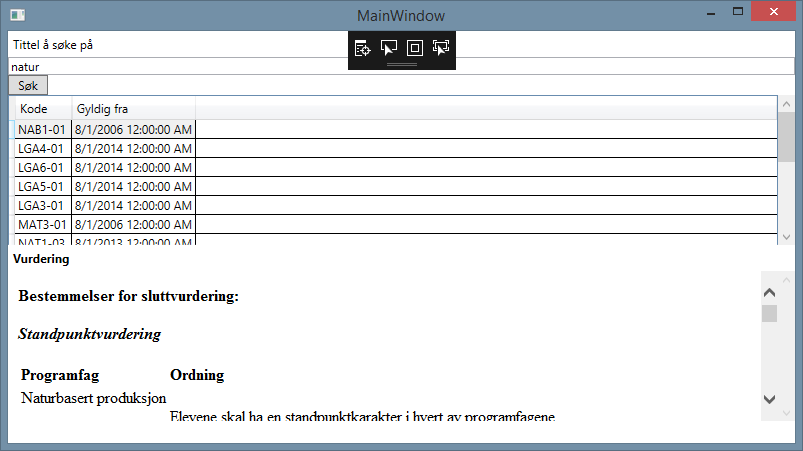 MainWindow
Tittel å søke på
natur
Søk
Kode Gyldig fra
NAB1-01 8/1/2006 12:00:00 AM
LGA4-01 8/1/2014 12:00:00 AM
LGA6-01 8/1/2014 12:00:00 AM
LGA5-01 8/1/2014 12:00:00 AM
LGA3-01 8/1/2014 12:00:00 AM
MAT3-01 8/1/2006 12:00:00 AM
NAT1-03 8/1/2013 12:00:00 AM
Vurdering
Bestemmelser for sluttvurdering:
Standpunktvurdering
Programfag Ordning
Naturbasert produksjon
Elevene skal ha en standpunktkarakter i hvert av programfagene